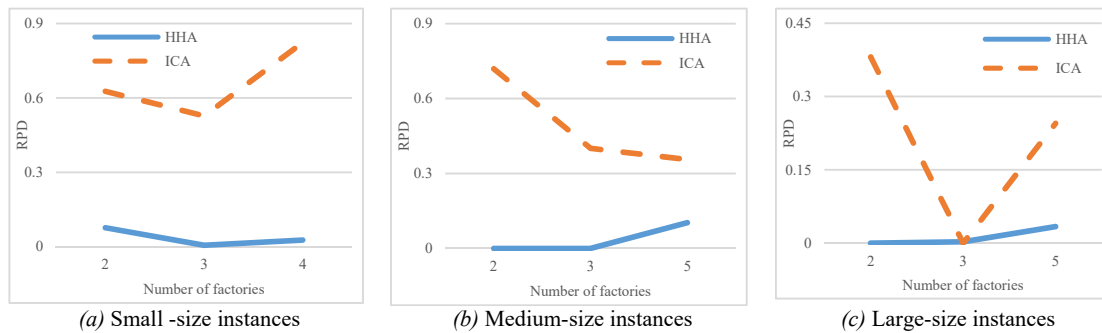 0.9
0.6
0.3
0
RPD
HHA
ICA
2 3 4
Number of factories
(a) Small -size instances
0.9
0.6
0.3
0
RPD
HHA
ICA
2 3 5
Number of factories
(b) Medium-size instances
0.45
0.3
0.15
0
RPD
HHA
ICA
2 3 5
Number of factories
(c) Large-size instances